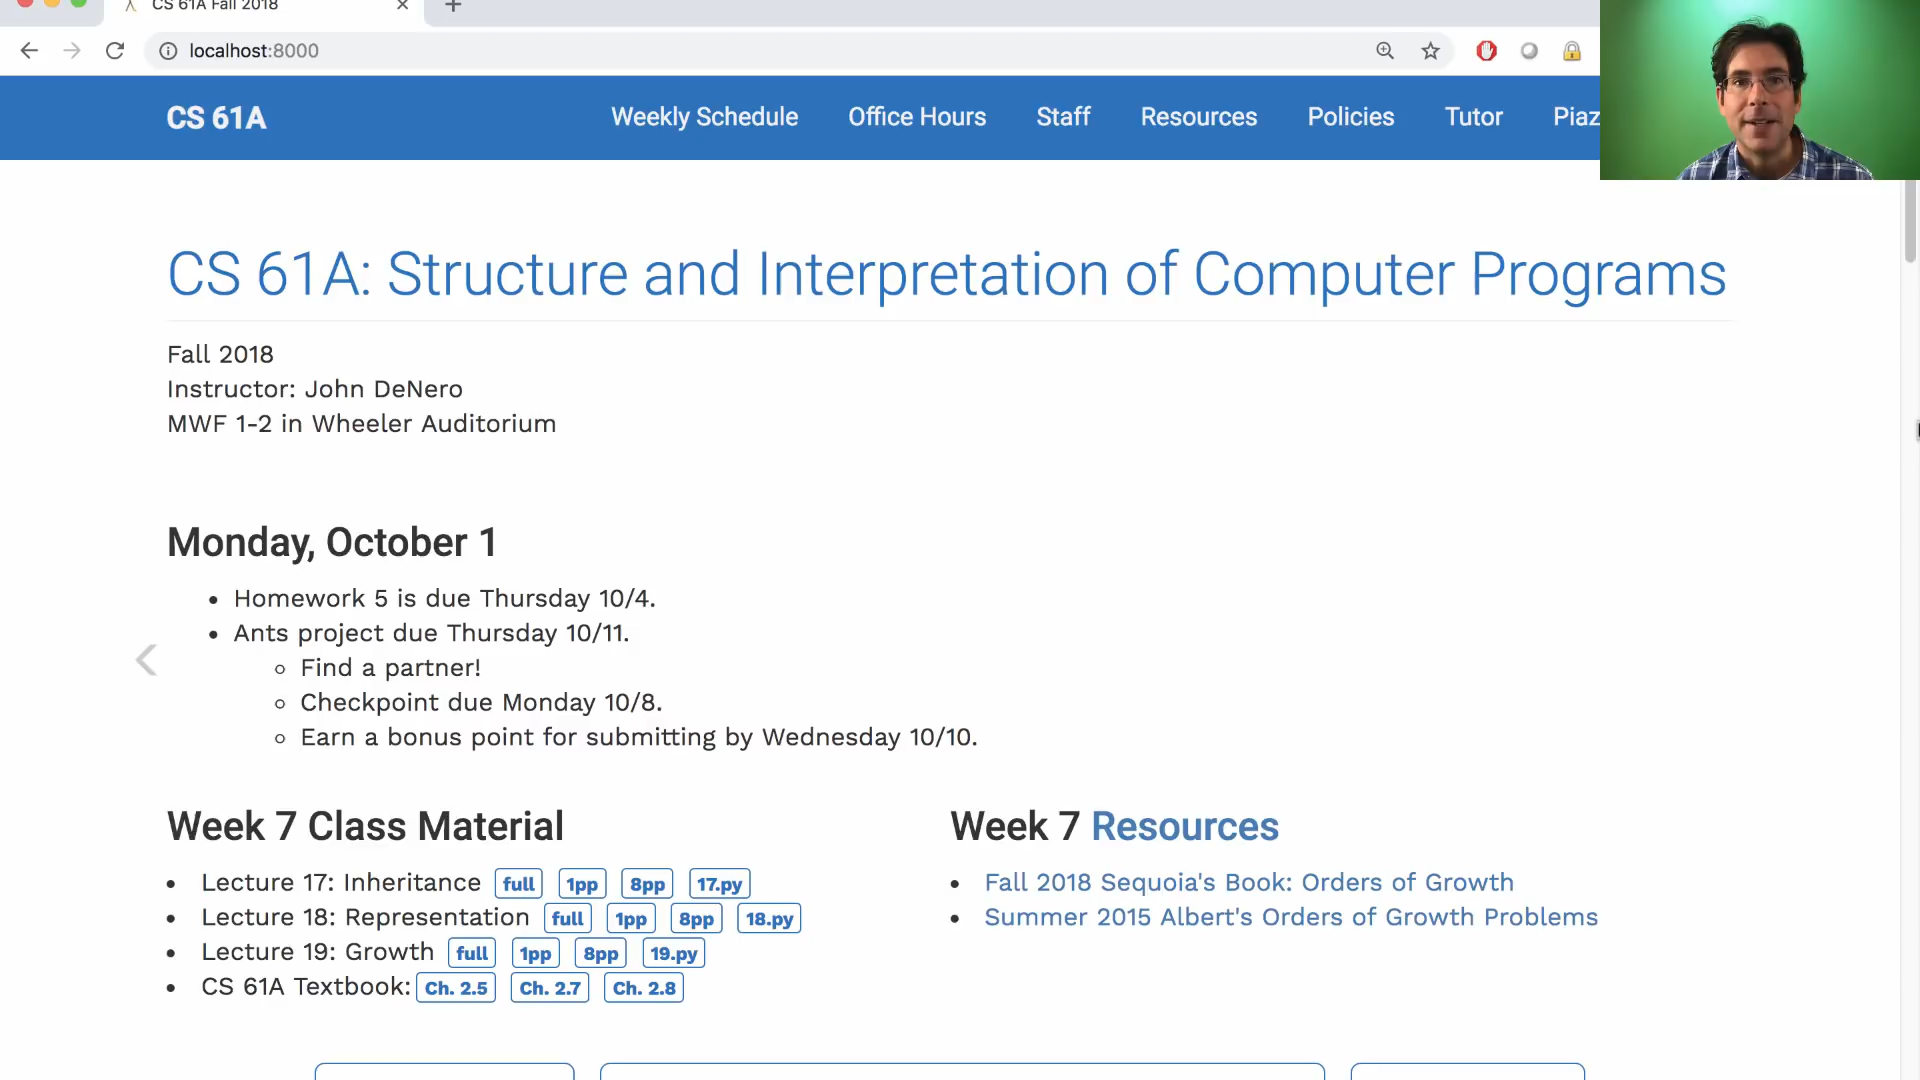 CS 61A Fall 2018
localhost:8000
CS 61A Weekly Schedule Office Hours Staff Resources Policies Tutor
CS 61A: Structure and Interpretation of Computer Programs
Fall 2018
Instructor: John DeNero
MWF 1-2 in Wheeler Auditorium
Monday, October 1
Homework 5 is due Thursday 10/4.
Ants project due Thursday 10/11.
Find a partner!
Checkpoint due Monday 10/8.
Earn a bonus point for submitting by Wednesday 10/10.
Week 7 Class Material
Lecture 17: Inheritance full 1pp 8pp 17.py
Lecture 18: Representation full 1pp 8pp 18.py
Lecture 19: Growth full 1pp 8pp 19.py
CS 61A Textbook: Ch. 2.5 Ch. 2.7 Ch. 2.8
Week 7 Resources
Fall 2018 Sequoia's Book: Orders of Growth
Summer 2015 Albert's Orders of Growth Problems